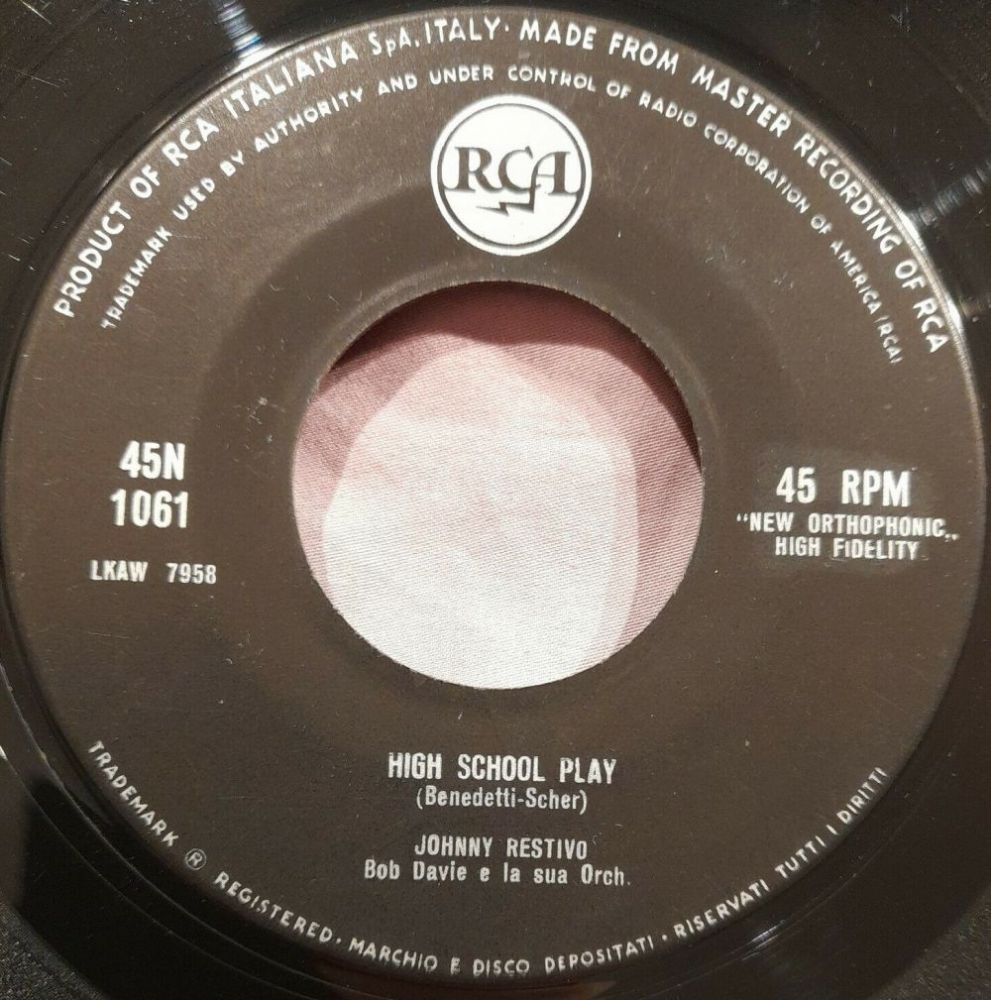 PRODUCT OF RCA ITALIANA SpA, ITALY · MADE FROM MASTER RECORDING OF RCA
TRADEMARK USED BY AUTHORITY AND UNDER CONTROL OF RADIO CORPORATION OF AMERICA (RCA)
RCA
45N
1061
LKAW 7958
45 RPM
"NEW ORTHOPHONIC„
HIGH FIDELITY
HIGH SCHOOL PLAY
(Benedetti-Scher)
JOHNNY RESTIVO
Bob Davie e la sua Orch.
TRADEMARK ® REGISTERED · MARCHIO E DISCO DEPOSITATI · RISERVATI TUTTI I DIRITTI